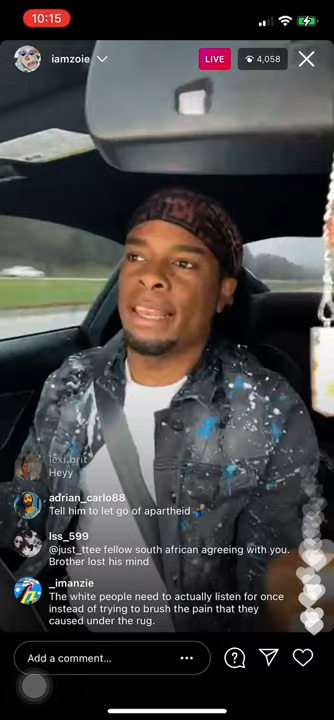 10:15
iamzoie
LIVE
4,058
lexi.brit
Heyy
adrian_carlo88
Tell him to let go of apartheid
lss_599
@just_ttee fellow south african agreeing with you.
Brother lost his mind
_imanzie
The white people need to actually listen for once
instead of trying to brush the pain that they
caused under the rug.
Add a comment...